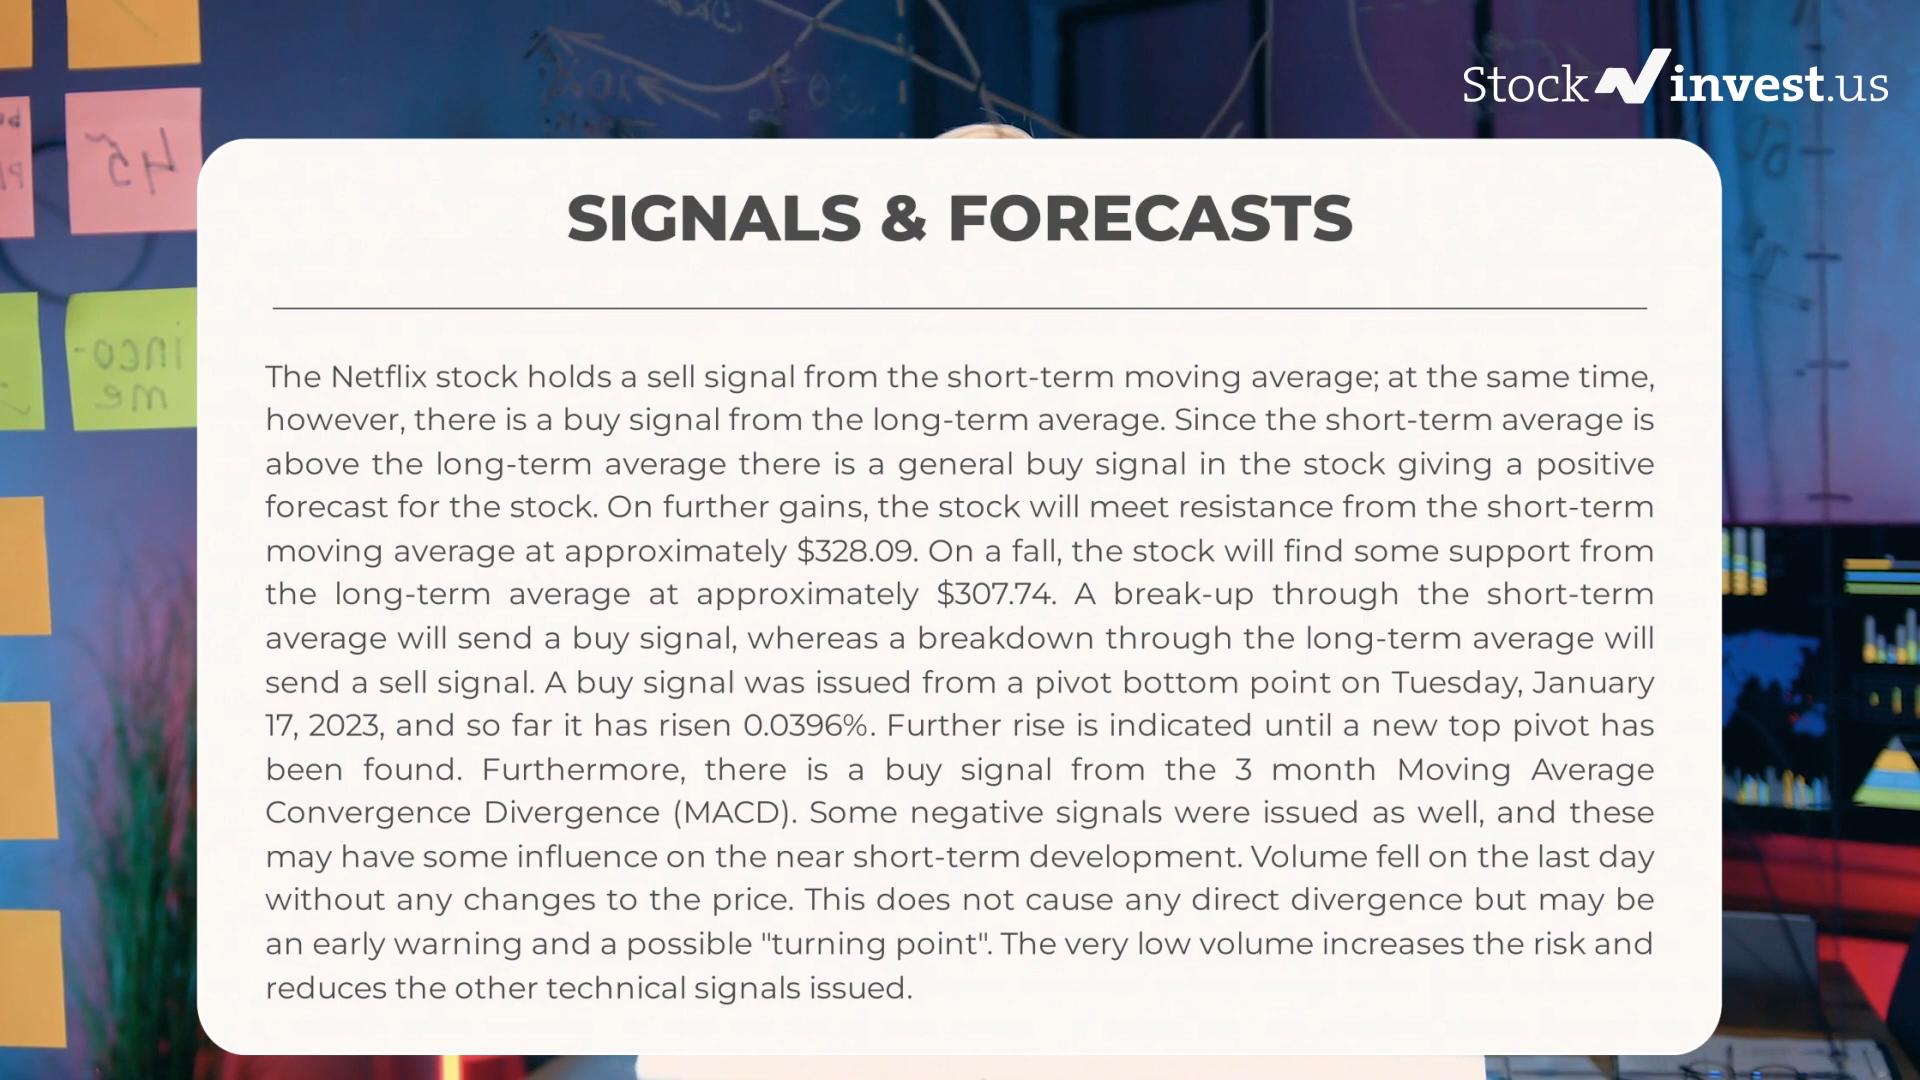 Stock invest.us
45
inco-
me
SIGNALS & FORECASTS
The Netflix stock holds a sell signal from the short-term moving average; at the same time,
however, there is a buy signal from the long-term average. Since the short-term average is
above the long-term average there is a general buy signal in the stock giving a positive
forecast for the stock. On further gains, the stock will meet resistance from the short-term
moving average at approximately $328.09. On a fall, the stock will find some support from
the long-term average at approximately $307.74. A break-up through the short-term
average will send a buy signal, whereas a breakdown through the long-term average will
send a sell signal. A buy signal was issued from a pivot bottom point on Tuesday, January
17, 2023, and so far it has risen 0.0396%. Further rise is indicated until a new top pivot has
been found. Furthermore, there is a buy signal from the 3 month Moving Average
Convergence Divergence (MACD). Some negative signals were issued as well, and these
may have some influence on the near short-term development. Volume fell on the last day
without any changes to the price. This does not cause any direct divergence but may be
an early warning and a possible "turning point". The very low volume increases the risk and
reduces the other technical signals issued.